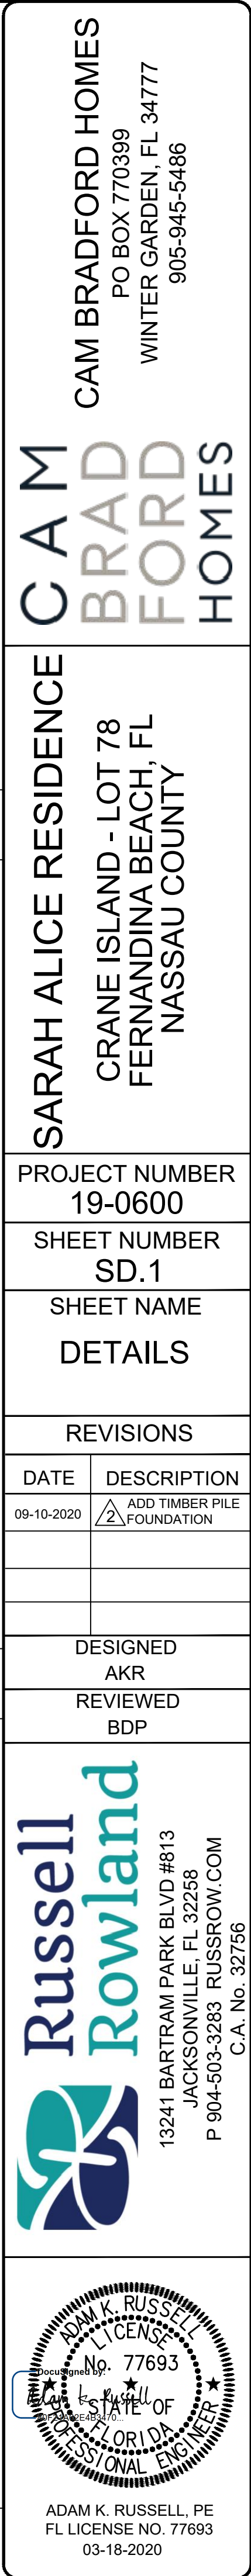 CAM BRADFORD HOMES
PO BOX 770399
WINTER GARDEN, FL 34777
905-945-5486
CAM
BRAD
FORD
HOMES
SARAH ALICE RESIDENCE
CRANE ISLAND - LOT 78
FERNANDINA BEACH, FL
NASSAU COUNTY
PROJECT NUMBER
19-0600
SHEET NUMBER
SD.1
SHEET NAME
DETAILS
REVISIONS
DATE DESCRIPTION
09-10-2020 2 ADD TIMBER PILE
FOUNDATION
DESIGNED
AKR
REVIEWED
BDP
Russell
Rowland
13241 BARTRAM PARK BLVD #813
JACKSONVILLE, FL 32258
P 904-503-3283 RUSSROW.COM
C.A. No. 32756
ADAM K. RUSSELL
LICENSE
No. 77693
DocuSigned by:
Adam K. Russell
STATE OF
FLORIDA
PROFESSIONAL ENGINEER
ADAM K. RUSSELL, PE
FL LICENSE NO. 77693
03-18-2020